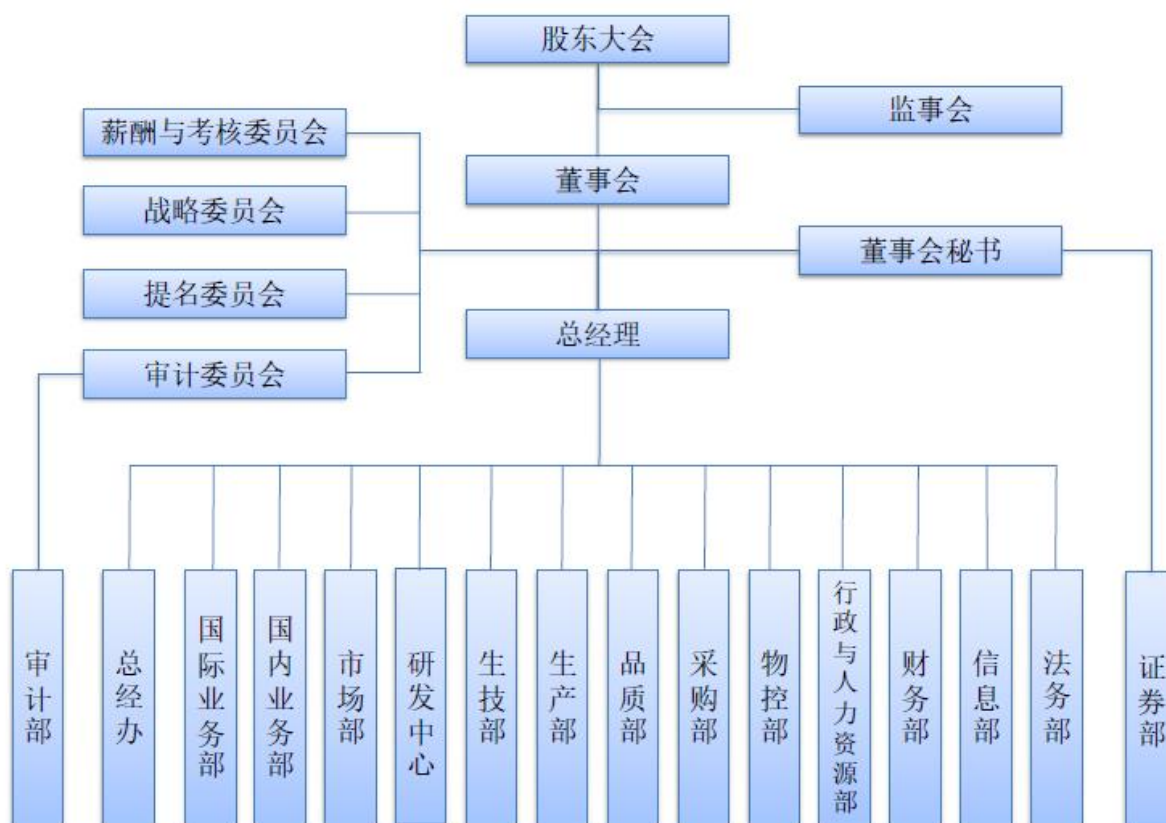 股东大会
监事会
薪酬与考核委员会
董事会
战略委员会
董事会秘书
提名委员会
总经理
审计委员会
审计部
总经办
国际业务部
国内业务部
市场部
研发中心
生技部
生产部
品质部
采购部
物控部
行政与人力资源部
财务部
信息部
法务部
证券部